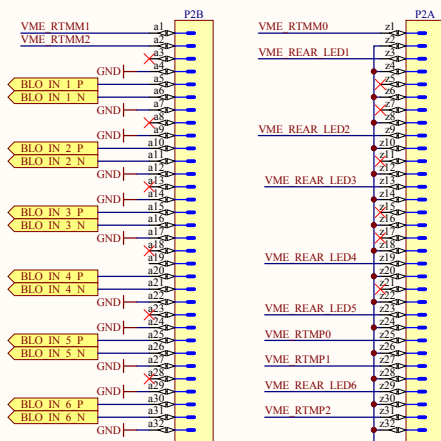 P2B
P2A
VME_RTMM1
a1
VME_RTMM2
a2
a3
GND
a4
BLO_IN_1_P
a5
BLO_IN_1_N
a6
GND
a7
a8
GND
a9
BLO_IN_2_P
a10
BLO_IN_2_N
a11
GND
a12
a13
GND
a14
BLO_IN_3_P
a15
BLO_IN_3_N
a16
GND
a17
a18
a19
BLO_IN_4_P
a20
BLO_IN_4_N
a21
GND
a22
a23
GND
a24
BLO_IN_5_P
a25
BLO_IN_5_N
a26
GND
a27
a28
GND
a29
BLO_IN_6_P
a30
BLO_IN_6_N
a31
GND
a32
VME_RTMM0
z1
z2
VME_REAR_LED1
z3
z4
z5
z6
z7
z8
VME_REAR_LED2
z9
z10
z11
z12
VME_REAR_LED3
z13
z14
z15
z16
z17
z18
VME_REAR_LED4
z19
z20
z21
z22
VME_REAR_LED5
z23
z24
VME_RTMP0
z25
z26
VME_RTMP1
z27
z28
VME_REAR_LED6
z29
z30
VME_RTMP2
z31
z32